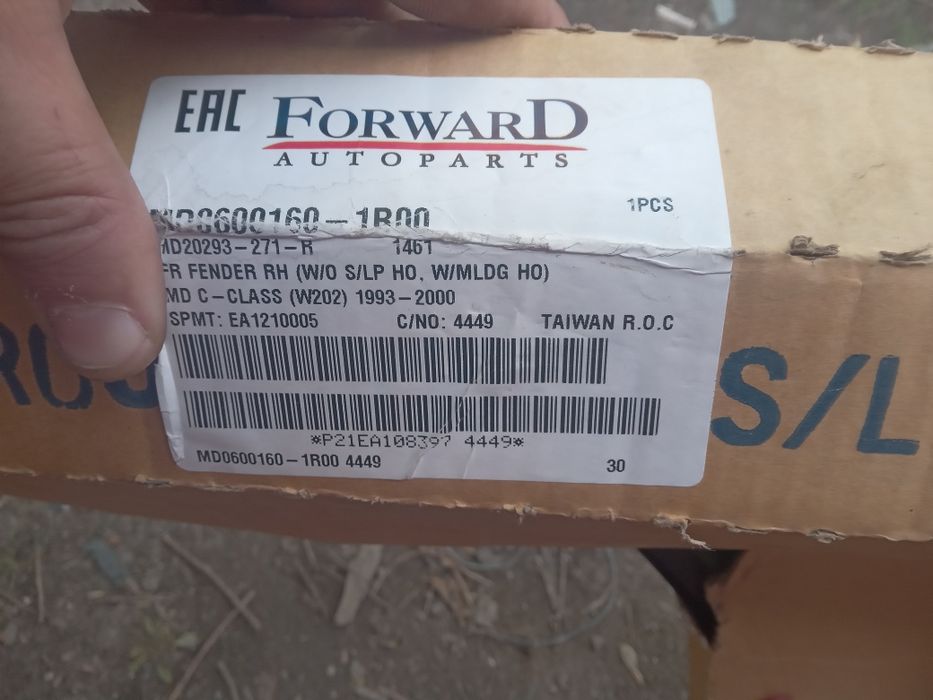 EAC FORWARD
AUTOPARTS
1PCS
MD0600160-1R00
MD20293-271-R 1461
FR FENDER RH (W/O S/LP HO, W/MLDG HO)
MD C-CLASS (W202) 1993-2000
SPMT: EA1210005 C/NO: 4449 TAIWAN R.O.C
*P21EA108397 4449*
MD0600160-1R00 4449 30
S/L